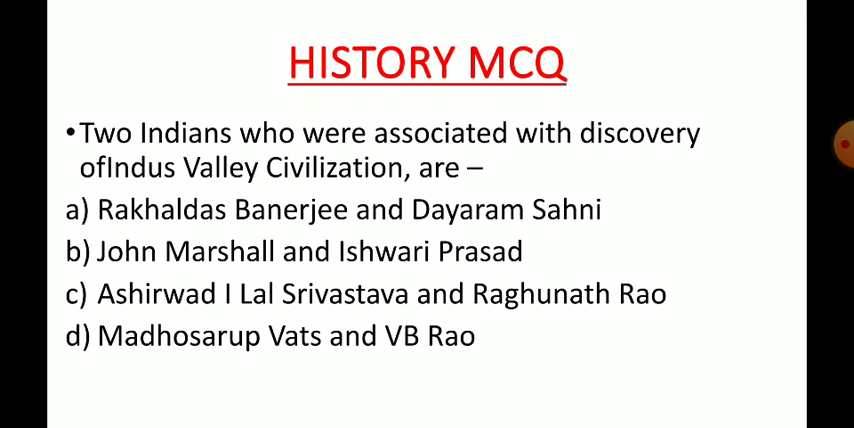 HISTORY MCQ
•Two Indians who were associated with discovery
ofIndus Valley Civilization, are –
a) Rakhaldas Banerjee and Dayaram Sahni
b) John Marshall and Ishwari Prasad
c) Ashirwad I Lal Srivastava and Raghunath Rao
d) Madhosarup Vats and VB Rao